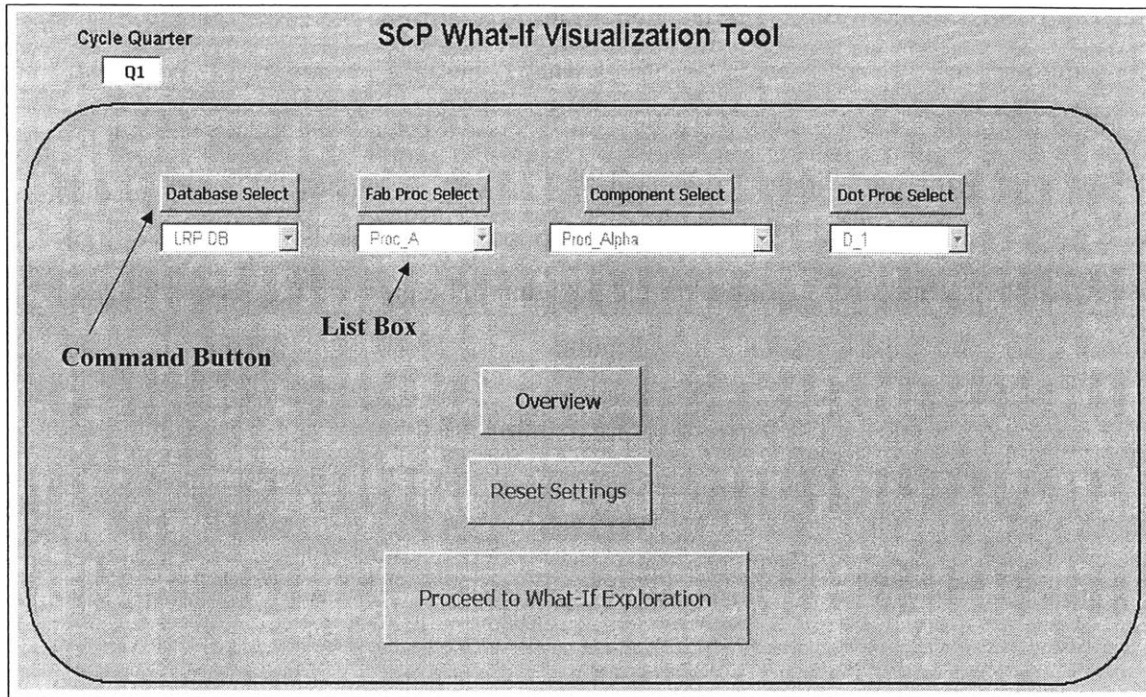 SCP What-If Visualization Tool
Cycle Quarter
Q1
Database Select
Fab Proc Select
Component Select
Dot Proc Select
LRP DB
Proc_A
Prod_Alpha
D_1
List Box
Command Button
Overview
Reset Settings
Proceed to What-If Exploration